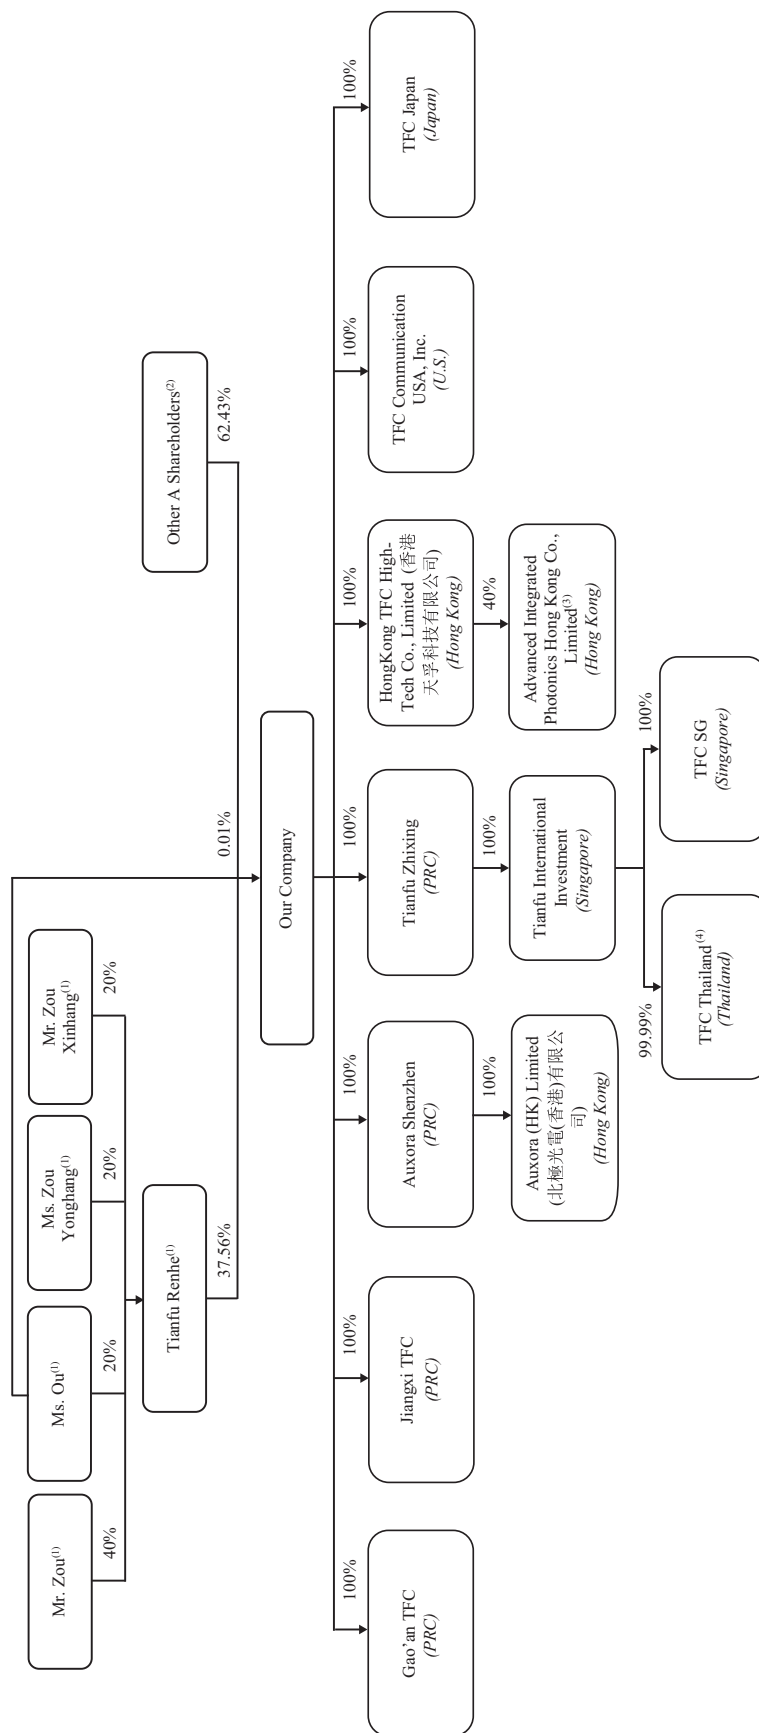 Mr. Zou(1)
Ms. Ou(1)
Ms. Zou
Yonghang(1)
Mr. Zou
Xinhang(1)
40%
20%
20%
20%
Tianfu Renhe(1)
Other A Shareholders(2)
37.56%
0.01%
62.43%
Our Company
100%
100%
100%
100%
100%
100%
100%
Gao’an TFC
(PRC)
Jiangxi TFC
(PRC)
Auxora Shenzhen
(PRC)
Tianfu Zhixing
(PRC)
HongKong TFC High-
Tech Co., Limited (香港
天孚科技有限公司)
(Hong Kong)
TFC Communication
USA, Inc.
(U.S.)
TFC Japan
(Japan)
100%
100%
40%
Auxora (HK) Limited
(北極光電(香港)有限公
司)
(Hong Kong)
Tianfu International
Investment
(Singapore)
Advanced Integrated
Photonics Hong Kong Co.,
Limited(3)
(Hong Kong)
99.99%
100%
TFC Thailand(4)
(Thailand)
TFC SG
(Singapore)